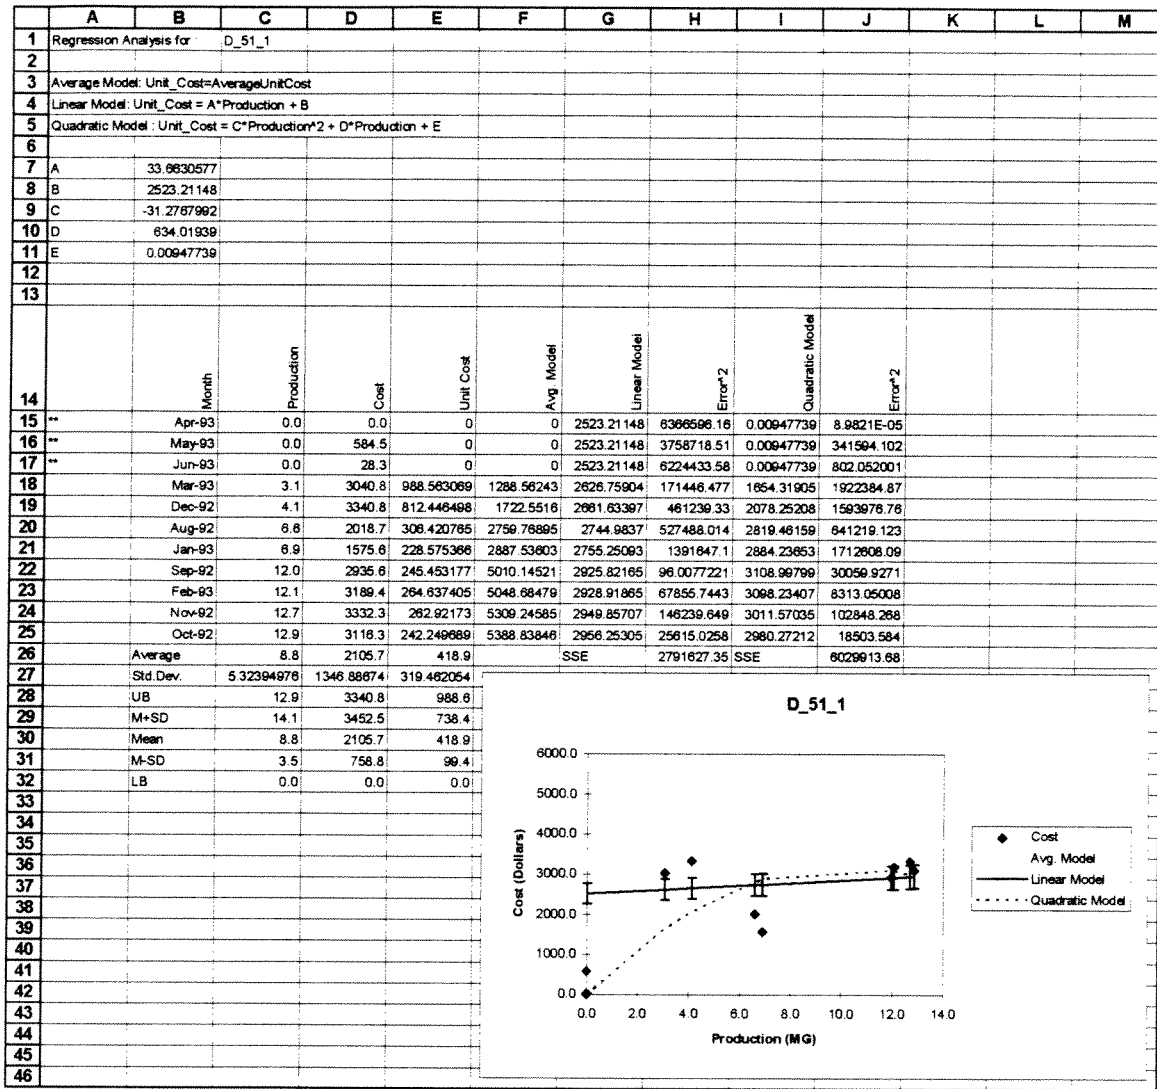 A B C D E F G H I J K L M
1 Regression Analysis for D_51_1
2
3 Average Model: Unit_Cost=AverageUnitCost
4 Linear Model: Unit_Cost = A*Production + B
5 Quadratic Model : Unit_Cost = C*Production^2 + D*Production + E
6
7 A 33.6630577
8 B 2523.21148
9 C -31.2767992
10 D 634.01939
11 E 0.00947739
12
13
14 Month Production Cost Unit Cost Avg. Model Linear Model Error^2 Quadratic Model Error^2
15 ** Apr-93 0.0 0.0 0 0 2523.21148 6366596.16 0.00947739 8.9821E-05
16 ** May-93 0.0 584.5 0 0 2523.21148 3758718.51 0.00947739 341594.102
17 ** Jun-93 0.0 28.3 0 0 2523.21148 6224433.58 0.00947739 802.052001
18 Mar-93 3.1 3040.8 988.563069 1288.56243 2626.75904 171446.477 1654.31905 1922384.87
19 Dec-92 4.1 3340.8 812.446498 1722.5516 2661.63397 461239.33 2078.25208 1593976.76
20 Aug-92 6.6 2018.7 306.420765 2759.76895 2744.9837 527488.014 2819.46159 641219.123
21 Jan-93 6.9 1575.6 228.575366 2887.53603 2755.25093 1391647.1 2884.23653 1712608.09
22 Sep-92 12.0 2935.6 245.453177 5010.14521 2925.82165 96.0077221 3108.99799 30059.9271
23 Feb-93 12.1 3189.4 264.637405 5048.68479 2928.91865 67855.7443 3098.23407 8313.05008
24 Nov-92 12.7 3332.3 262.92173 5309.24585 2949.85707 146239.649 3011.57035 102848.268
25 Oct-92 12.9 3116.3 242.249689 5388.83846 2956.25305 25615.0258 2980.27212 18503.584
26 Average 8.8 2105.7 418.9 SSE 2791627.35 SSE 6029913.68
27 Std.Dev. 5.32394976 1346.88674 319.462054
28 UB 12.9 3340.8 988.6
29 M+SD 14.1 3452.5 738.4
30 Mean 8.8 2105.7 418.9
31 M-SD 3.5 758.8 99.4
32 LB 0.0 0.0 0.0
33
34
35
36
37
38
39
40
41
42
43
44
45
46
D_51_1
6000.0
5000.0
4000.0
3000.0
2000.0
1000.0
0.0
Cost (Dollars)
0.0 2.0 4.0 6.0 8.0 10.0 12.0 14.0
Production (MG)
Cost
Avg. Model
Linear Model
Quadratic Model